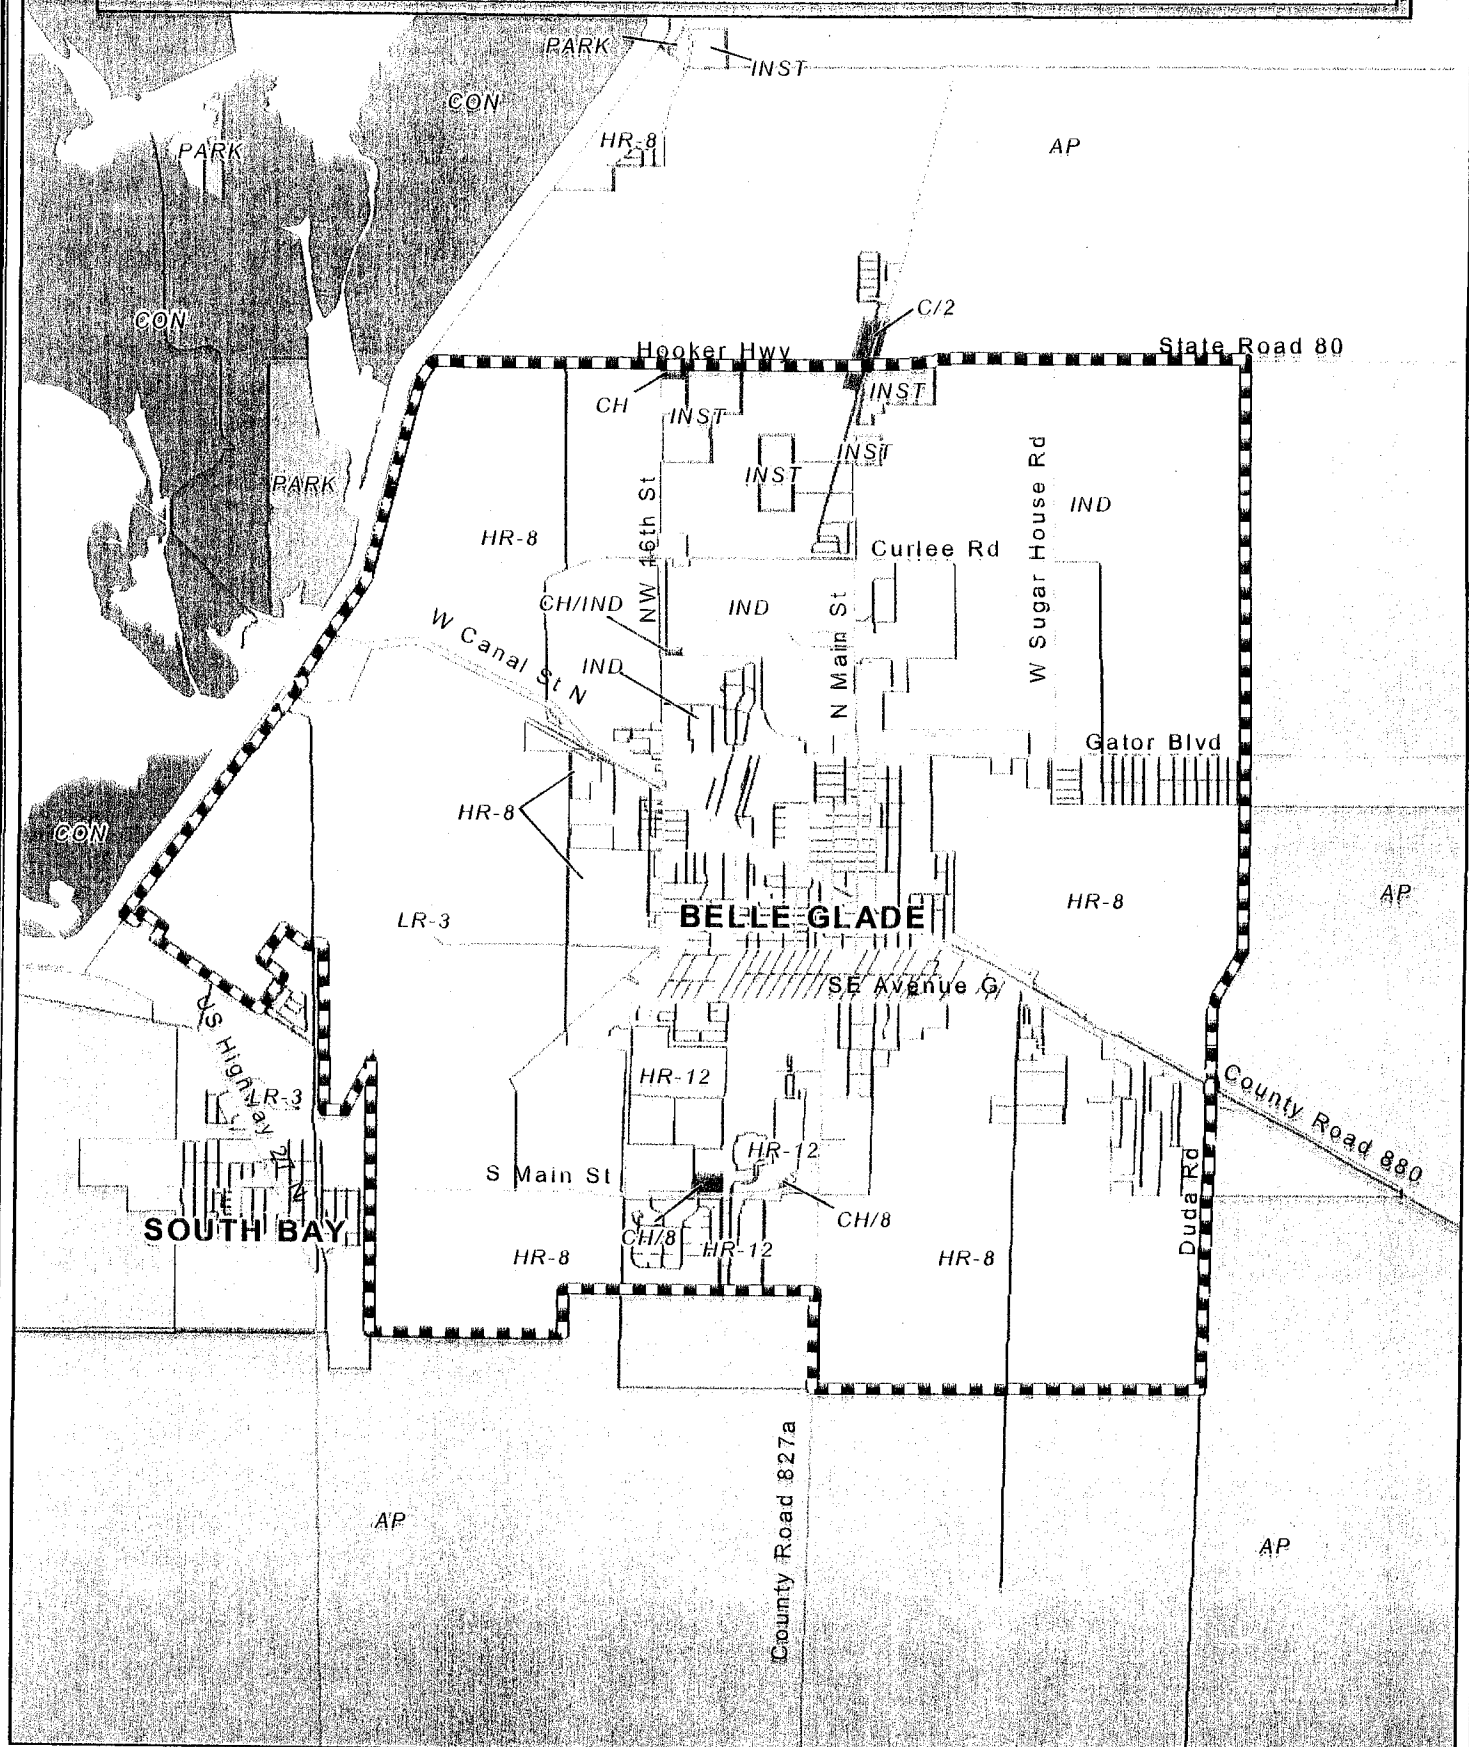 PARK
INST
CON
HR-8
AP
PARK
C/2
CON
Hooker Hwy
State Road 80
CH
INST
INST
INST
INST
PARK
NW 16th St
HR-8
W Sugar House Rd
IND
Curlee Rd
CH/IND
IND
N Main St
W Canal St N
IND
Gator Blvd
HR-8
CON
LR-3
BELLE GLADE
HR-8
AP
SE Avenue G
US Highway 27 N
LR-3
HR-12
County Road 880
HR-12
S Main St
Duda Rd
SOUTH BAY
CH/8
CH/8
HR-12
HR-8
HR-8
County Road 827a
AP
AP